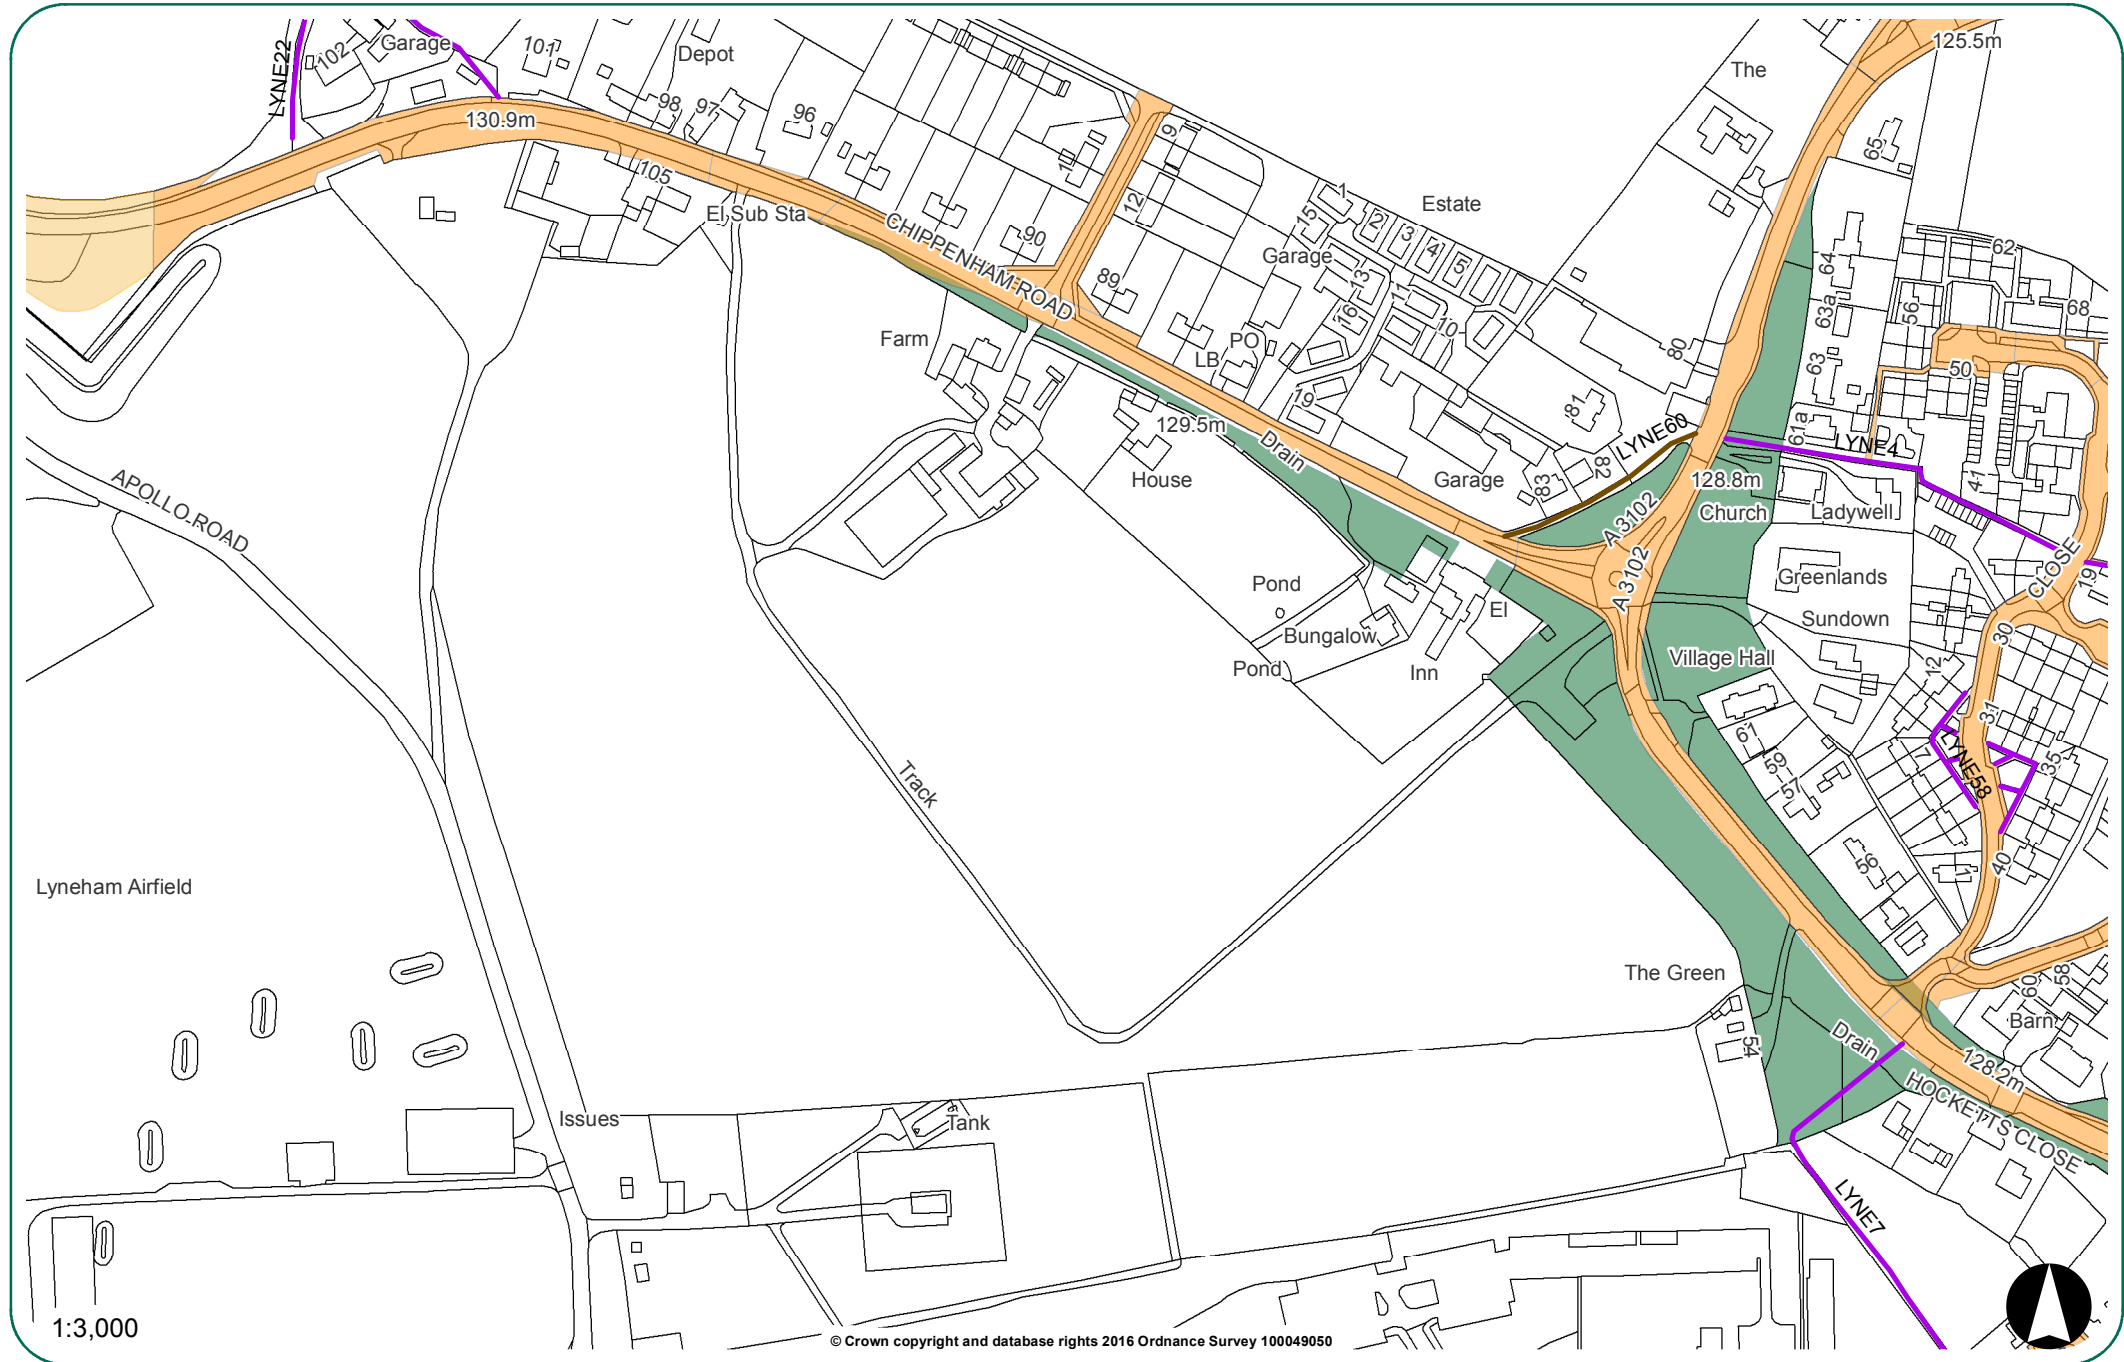 LYNE22
102
Garage
101
Depot
98
97
96
130.9m
105
El Sub Sta
CHIPPENHAM ROAD
90
89
11
12
9
The
125.5m
65
Estate
1
2
3
4
5
15
Garage
13
11
16
10
PO
LB
19
80
81
82
83
64
63a
63
61a
62
56
68
50
41
Farm
129.5m
Drain
House
Garage
LYNE60
LYNE4
128.8m
A 3102
A 3102
Church
Ladywell
Greenlands
Sundown
CLOSE
19
APOLLO ROAD
Pond
Bungalow
Pond
El
Inn
Village Hall
30
12
31
7
LYNE58
35
61
59
57
56
1
40
Track
Lyneham Airfield
The Green
60
58
Barn
54
Drain
128.2m
HOCKETTS CLOSE
Issues
Tank
LYNE7
1:3,000
© Crown copyright and database rights 2016 Ordnance Survey 100049050